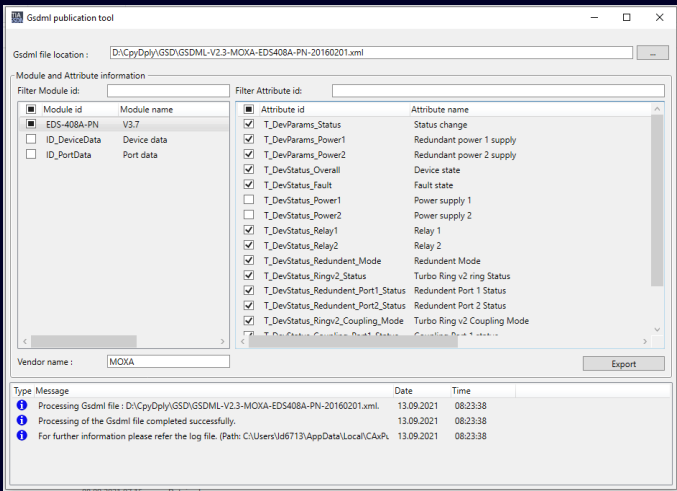 Gsdml publication tool
Gsdml file location :
D:\CpyDply\GSD\GSDML-V2.3-MOXA-EDS408A-PN-20160201.xml
...
Module and Attribute information
Filter Module id:
Filter Attribute id:
Module id Module name
EDS-408A-PN V3.7
ID_DeviceData Device data
ID_PortData Port data
Attribute id Attribute name
T_DevParams_Status Status change
T_DevParams_Power1 Redundant power 1 supply
T_DevParams_Power2 Redundant power 2 supply
T_DevStatus_Overall Device state
T_DevStatus_Fault Fault state
T_DevStatus_Power1 Power supply 1
T_DevStatus_Power2 Power supply 2
T_DevStatus_Relay1 Relay 1
T_DevStatus_Relay2 Relay 2
T_DevStatus_Redundent_Mode Redundent Mode
T_DevStatus_Ringv2_Status Turbo Ring v2 ring Status
T_DevStatus_Redundent_Port1_Status Redundent Port 1 Status
T_DevStatus_Redundent_Port2_Status Redundent Port 2 Status
T_DevStatus_Ringv2_Coupling_Mode Turbo Ring v2 Coupling Mode
T_DevStatus_Coupling_Port1_Status Coupling Port 1 status
Vendor name :
MOXA
Export
Type Message Date Time
Processing Gsdml file : D:\CpyDply\GSD\GSDML-V2.3-MOXA-EDS408A-PN-20160201.xml. 13.09.2021 08:23:38
Processing of the Gsdml file completed successfully. 13.09.2021 08:23:38
For further information please refer the log file. (Path: C:\Users\ld6713\AppData\Local\CAxPu 13.09.2021 08:23:38